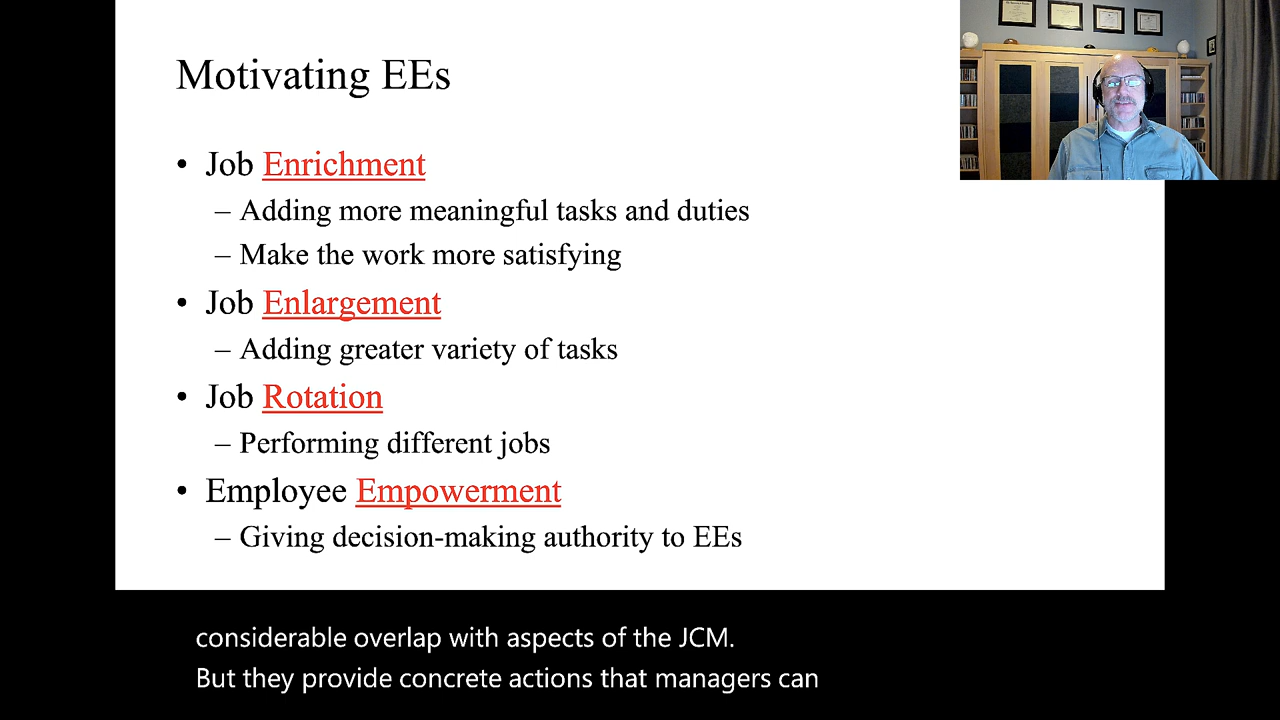 Motivating EEs
• Job Enrichment
– Adding more meaningful tasks and duties
– Make the work more satisfying
• Job Enlargement
– Adding greater variety of tasks
• Job Rotation
– Performing different jobs
• Employee Empowerment
– Giving decision-making authority to EEs
considerable overlap with aspects of the JCM.
But they provide concrete actions that managers can